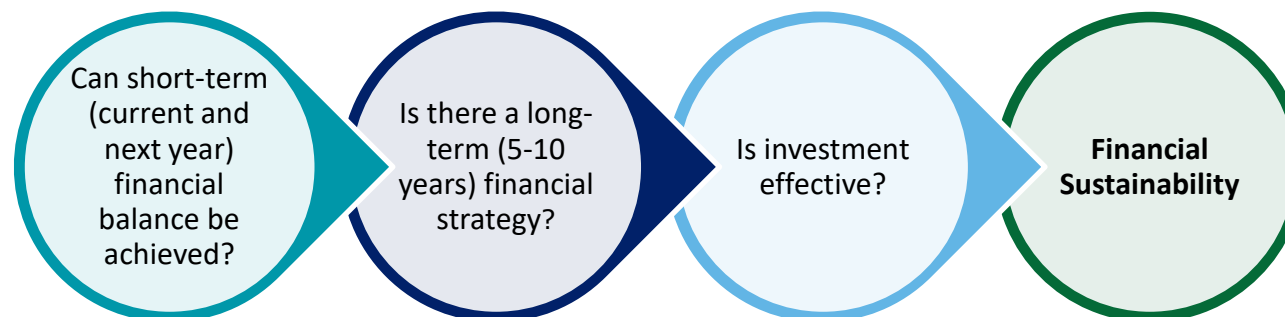 Can short-term
(current and
next year)
financial
balance be
achieved?
Is there a long-
term (5-10
years) financial
strategy?
Is investment
effective?
Financial
Sustainability